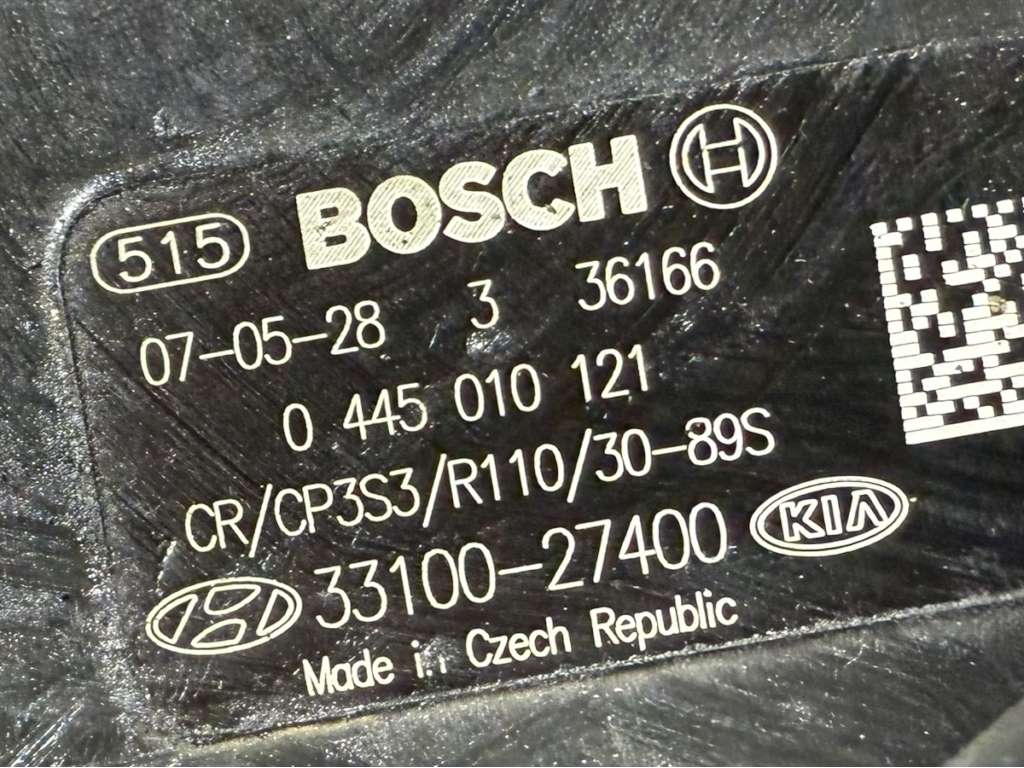 515 BOSCH
07-05-28 3 36166
0 445 010 121
CR/CP3S3/R110/30-89S
33100-27400 KIA
Made in Czech Republic